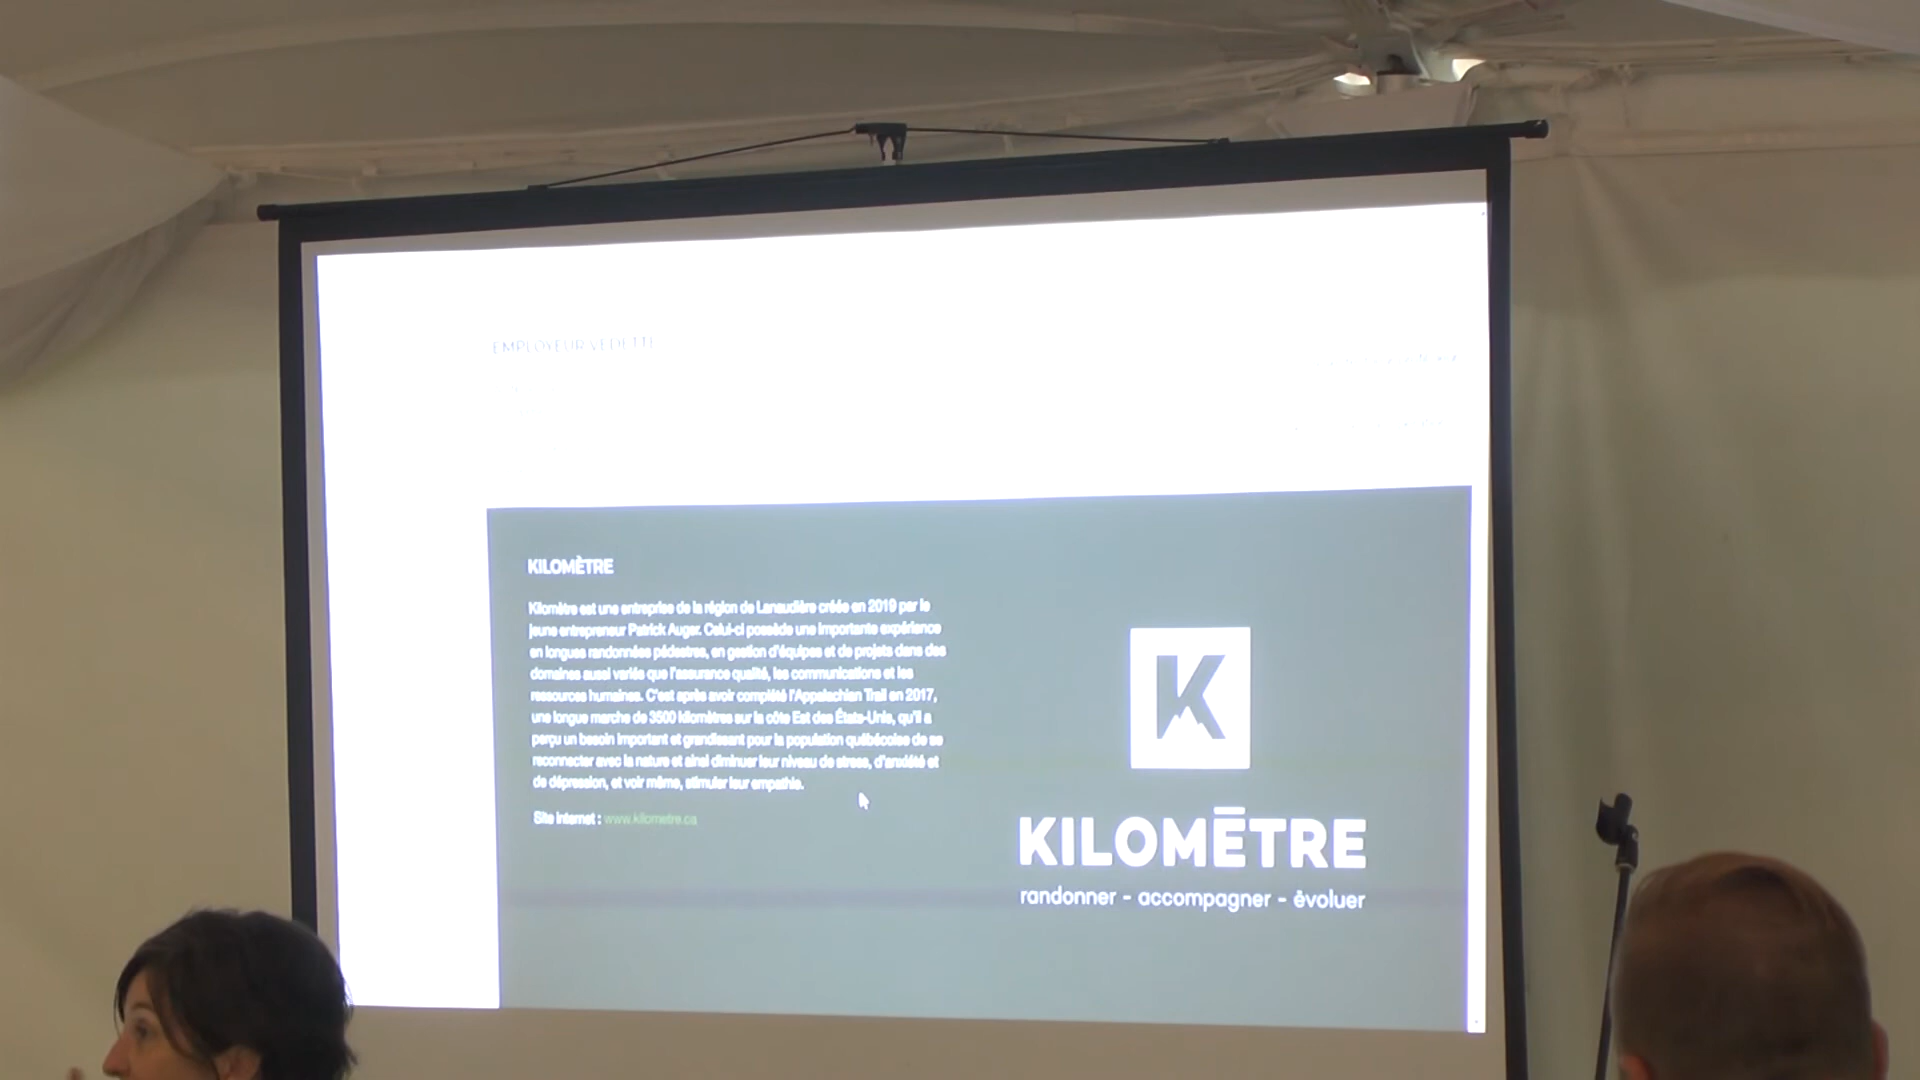 EMPLOYEUR VEDETTE
KILOMÈTRE
Kilomètre est une entreprise de la région de Lanaudière créée en 2019 par le
jeune entrepreneur Patrick Auger. Celui-ci possède une importante expérience
en longues randonnées pédestres, en gestion d'équipes et de projets dans des
domaines aussi variés que l'assurance qualité, les communications et les
ressources humaines. C'est après avoir complété l'Appalachian Trail en 2017,
une longue marche de 3500 kilomètres sur la côte Est des États-Unis, qu'il a
perçu un besoin important et grandissant pour la population québécoise de se
reconnecter avec la nature et ainsi diminuer leur niveau de stress, d'anxiété et
de dépression, et voir même, stimuler leur empathie.
Site internet : www.kilometre.ca
K
KILOMĒTRE
randonner - accompagner - évoluer